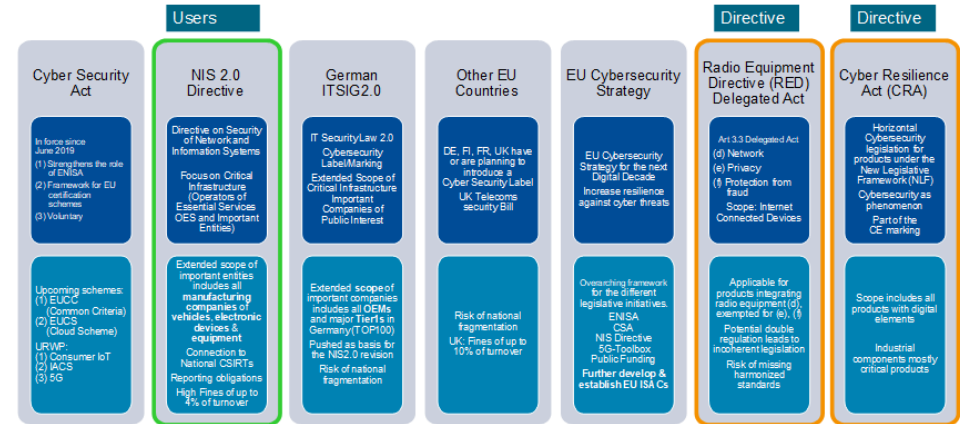 Users
Directive
Directive
Cyber Security
Act
In force since
June 2019
(1) Strengthens the role
of ENISA
(2) Framework for EU
certification
schemes
(3) Voluntary
Upcoming schemes:
(1) EUCC
(Common Criteria)
(2) EUCS
(Cloud Scheme)
URWP:
(1) Consumer IoT
(2) IACS
(3) 5G
NIS 2.0
Directive
Directive on Security
of Network and
Information Systems
Focus on Critical
Infrastructure
(Operators of
Essential Services
OES and Important
Entities)
Extended scope of
important entities
includes all
manufacturing
companies of
vehicles, electronic
devices &
equipment
Connection to
National CSIRTs
Reporting obligations
High Fines of up to
4% of turnover
German
ITSIG2.0
IT SecurityLaw 2.0
Cybersecurity
Label/Marking
Extended Scope of
Critical Infrastructure
Important
Companies of
Public Interest
Extended scope of
important companies
includes all OEMs
and major Tier1s in
Germany(TOP100)
Pushed as basis for
the NIS2.0 revision
Risk of national
fragmentation
Other EU
Countries
DE, FI, FR, UK have
or are planning to
introduce a
Cyber Security Label
UK Telecoms
security Bill
Risk of national
fragmentation
UK: Fines of up to
10% of turnover
EU Cybersecurity
Strategy
EU Cybersecurity
Strategy for the next
Digital Decade
Increase resilience
against cyber threats
Overarching framework
for the different
legislative initiatives.
ENISA
CSA
NIS Directive
5G-Toolbox
Public Funding
Further develop &
establish EU ISACs
Radio Equipment
Directive (RED)
Delegated Act
Art 3.3 Delegated Act
(d) Network
(e) Privacy
(f) Protection from
fraud
Scope: Internet
Connected Devices
Applicable for
products integrating
radio equipment (d),
exempted for (e), (f)
Potential double
regulation leads to
incoherent legislation
Risk of missing
harmonized
standards
Cyber Resilience
Act (CRA)
Horizontal
Cybersecurity
legislation for
products under the
New Legislative
Framework (NLF)
Cybersecurity as
phenomenon
Part of the
CE marking
Scope includes all
products with digital
elements
Industrial
components mostly
critical products